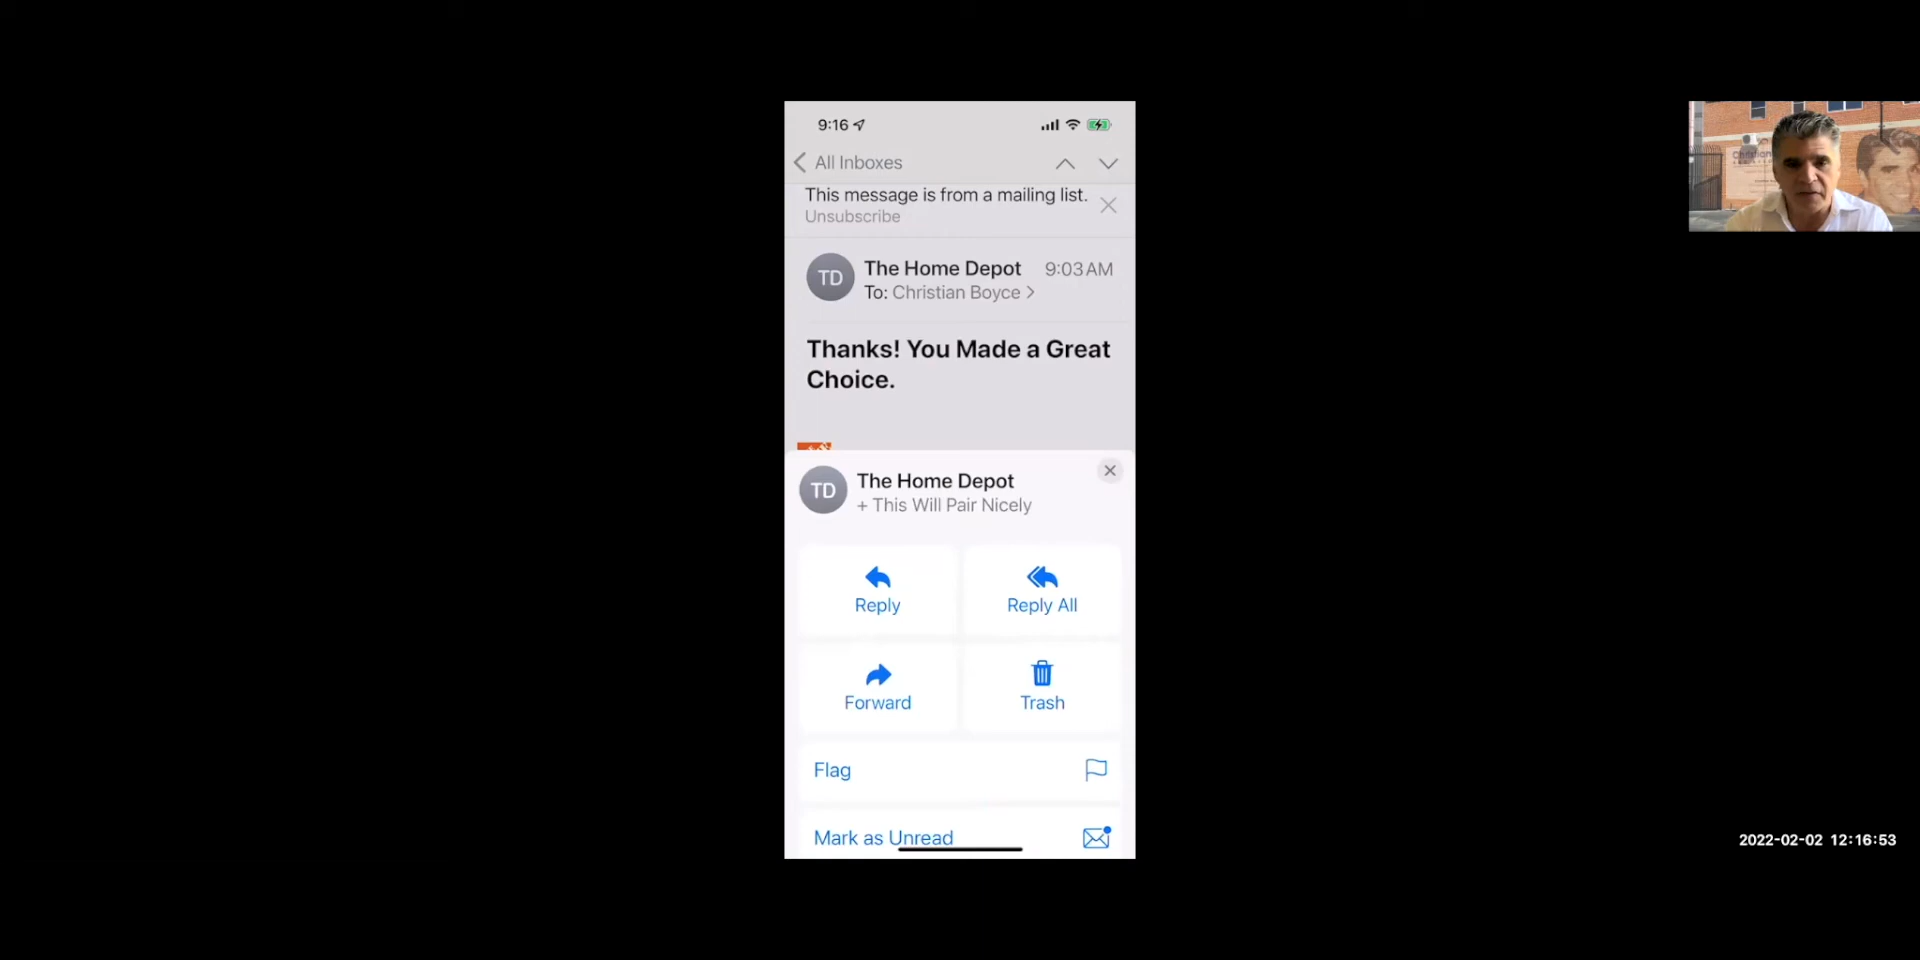 9:16
All Inboxes
This message is from a mailing list.
Unsubscribe
TD
The Home Depot 9:03 AM
To: Christian Boyce >
Thanks! You Made a Great
Choice.
TD
The Home Depot
+ This Will Pair Nicely
Reply
Reply All
Forward
Trash
Flag
Mark as Unread
Christian
2022-02-02 12:16:53